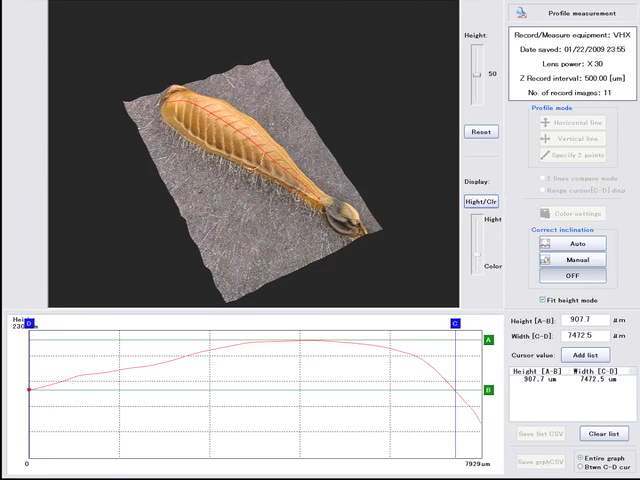 Profile measurement
Record/Measure equipment: VHX
Date saved: 01/22/2009 23:55
Lens power: X 30
Z Record interval: 500.00 [um]
No. of record images: 11
Height:
50
Reset
Display:
Hight/Clr
Hight
Color
Profile mode
Horizontal line
Vertical line
Specify 2 points
2 lines compare mode
Range cursor[C-D] disp
Color settings
Correct inclination
Auto
Manual
OFF
Fit height mode
D
C
A
B
0
7929um
Height [A-B]: 907.7 μm
Width [C-D]: 7472.5 μm
Cursor value: Add list
Height [A-B] Width [C-D]
907.7 um 7472.5 um
Save list CSV Clear list
Save grphCSV
Entire graph
Btwn C-D cur